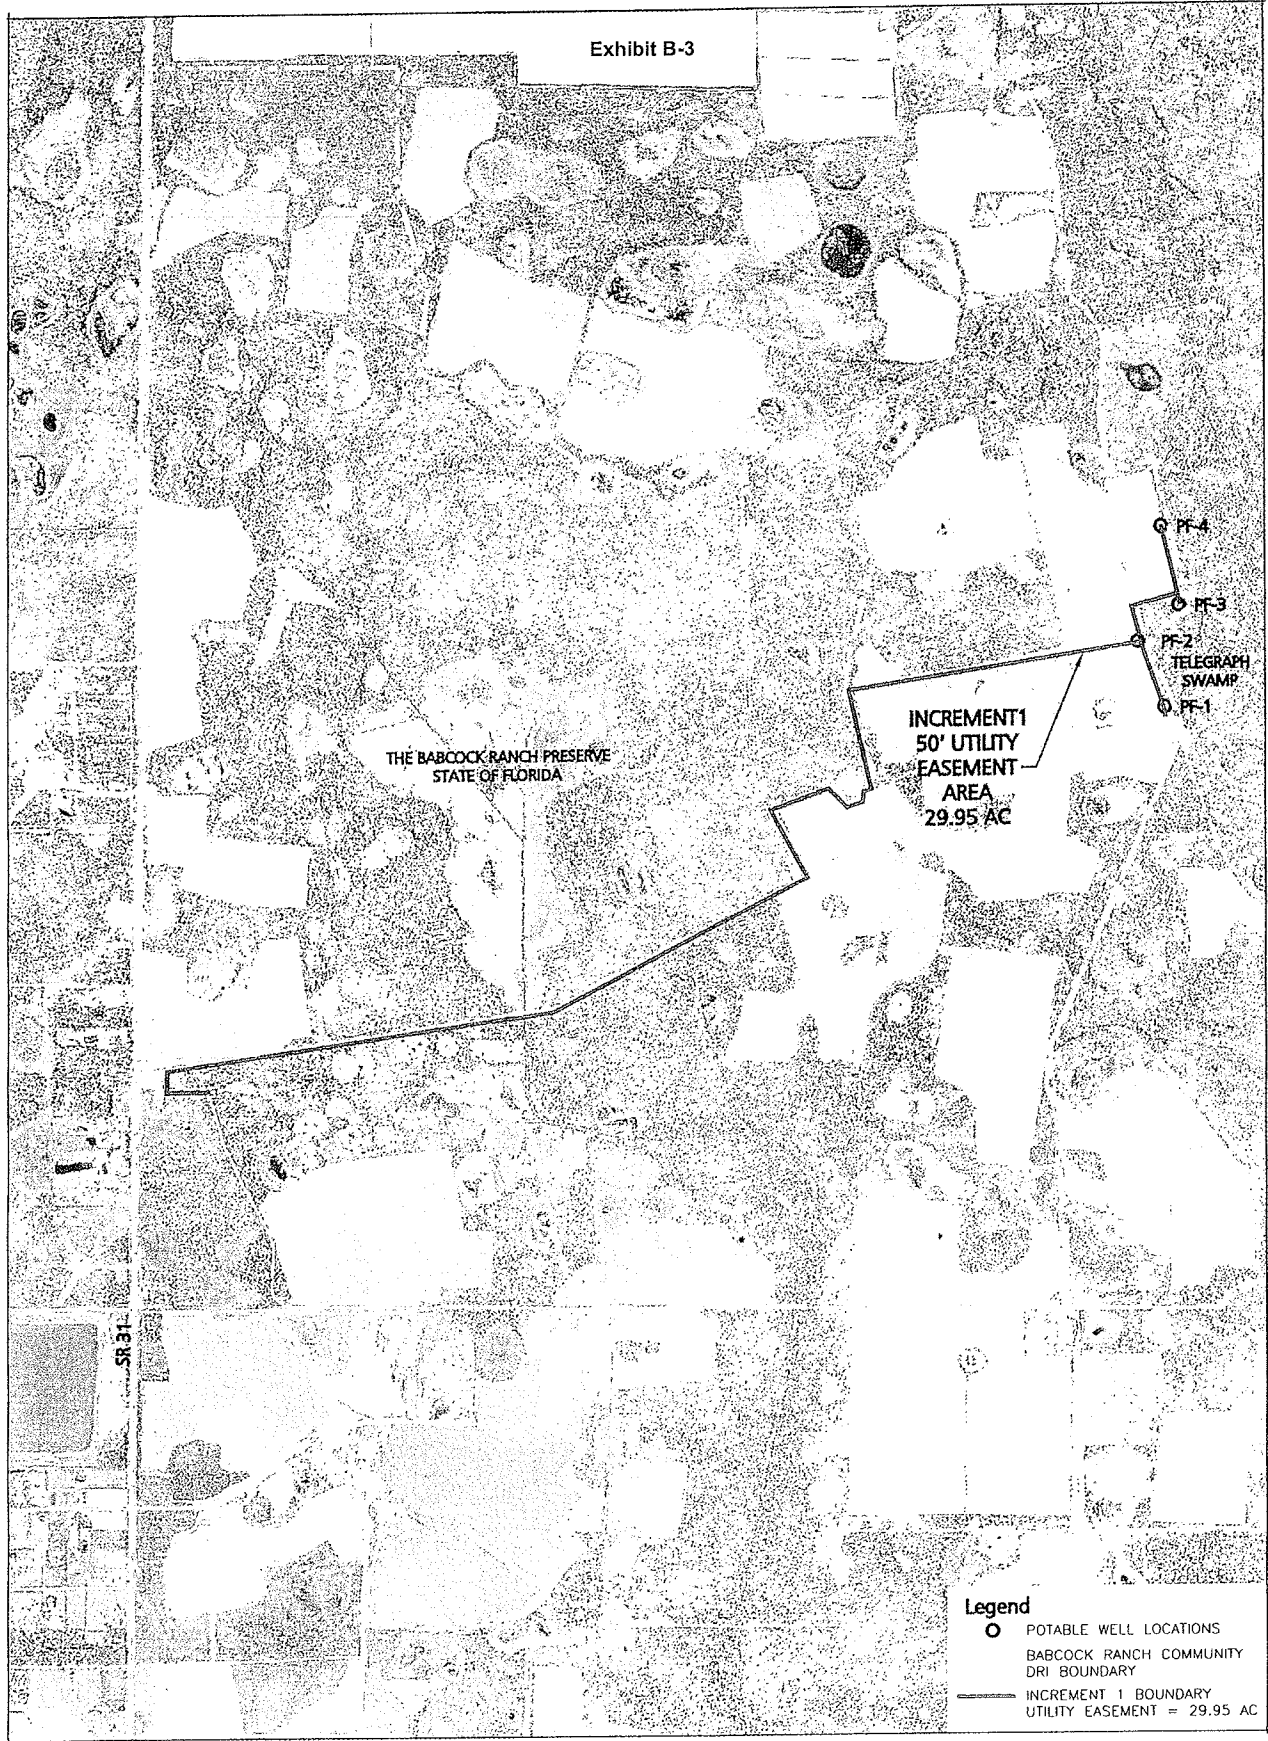 Exhibit B-3
PF-4
PF-3
PF-2
TELEGRAPH
SWAMP
PF-1
INCREMENT1
50' UTILITY
EASEMENT
AREA
29.95 AC
THE BABCOCK RANCH PRESERVE
STATE OF FLORIDA
SR 31
Legend
POTABLE WELL LOCATIONS
BABCOCK RANCH COMMUNITY
DRI BOUNDARY
INCREMENT 1 BOUNDARY
UTILITY EASEMENT = 29.95 AC